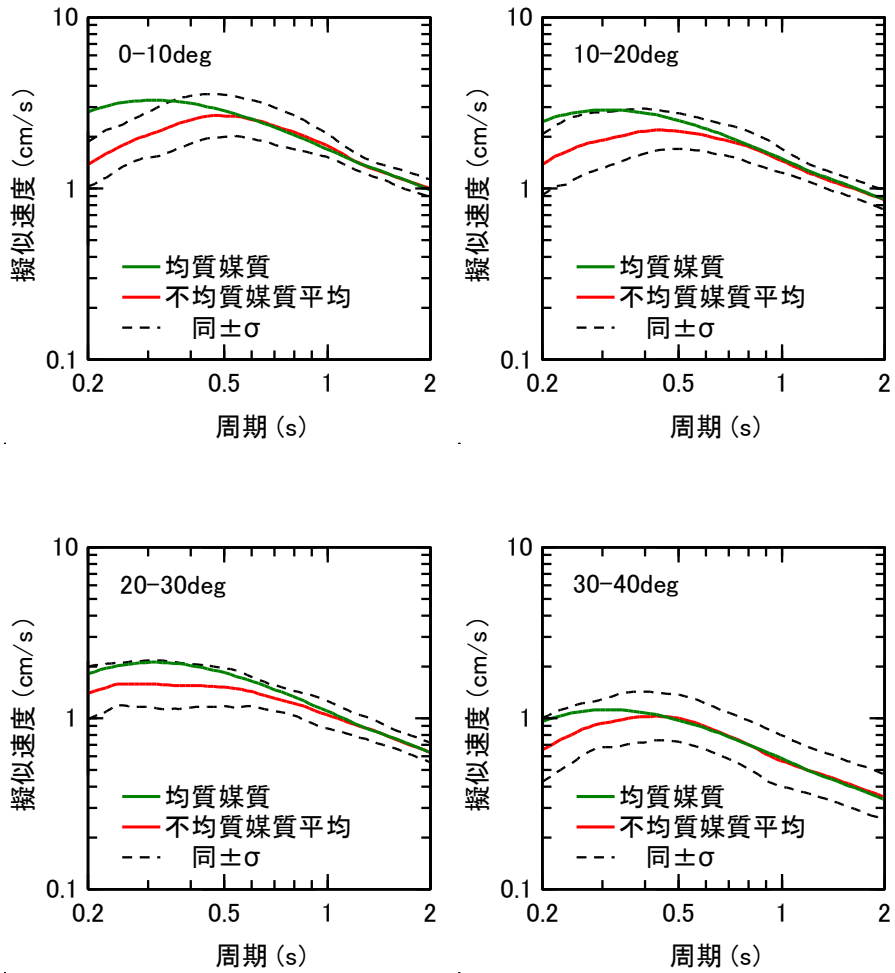 10
0-10deg
擬似速度 (cm/s)
1
均質媒質
不均質媒質平均
同±σ
0.1
0.2
0.5
1
2
周期 (s)
10
10-20deg
擬似速度 (cm/s)
1
均質媒質
不均質媒質平均
同±σ
0.1
0.2
0.5
1
2
周期 (s)
10
20-30deg
擬似速度 (cm/s)
1
均質媒質
不均質媒質平均
同±σ
0.1
0.2
0.5
1
2
周期 (s)
10
30-40deg
擬似速度 (cm/s)
1
均質媒質
不均質媒質平均
同±σ
0.1
0.2
0.5
1
2
周期 (s)